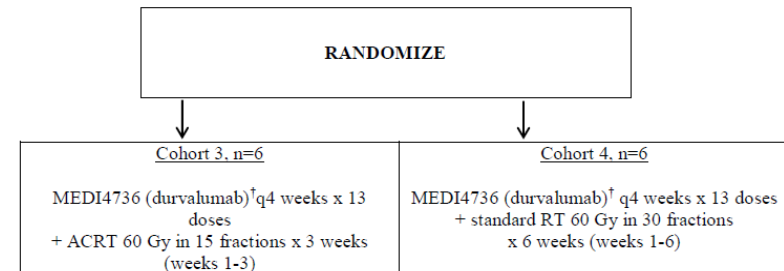 RANDOMIZE
Cohort 3, n=6
MEDI4736 (durvalumab)†q4 weeks x 13
doses
+ ACRT 60 Gy in 15 fractions x 3 weeks
(weeks 1-3)
Cohort 4, n=6
MEDI4736 (durvalumab)† q4 weeks x 13 doses
+ standard RT 60 Gy in 30 fractions
x 6 weeks (weeks 1-6)